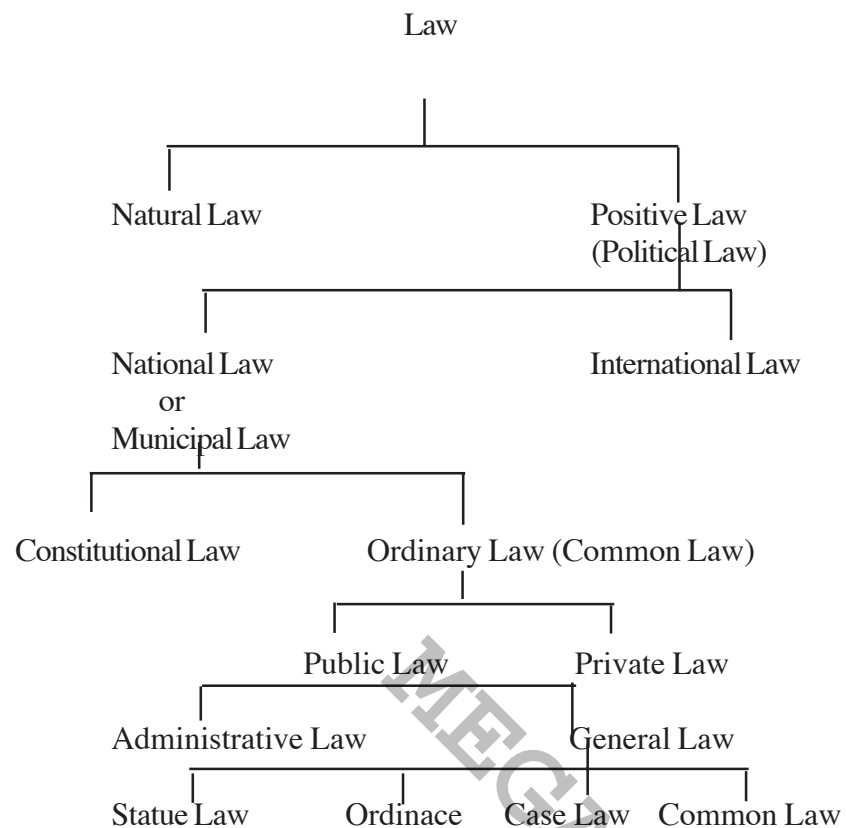 Law
Natural Law Positive Law
(Political Law)
National Law International Law
or
Municipal Law
Constitutional Law Ordinary Law (Common Law)
Public Law Private Law
Administrative Law General Law
Statue Law Ordinace Case Law Common Law